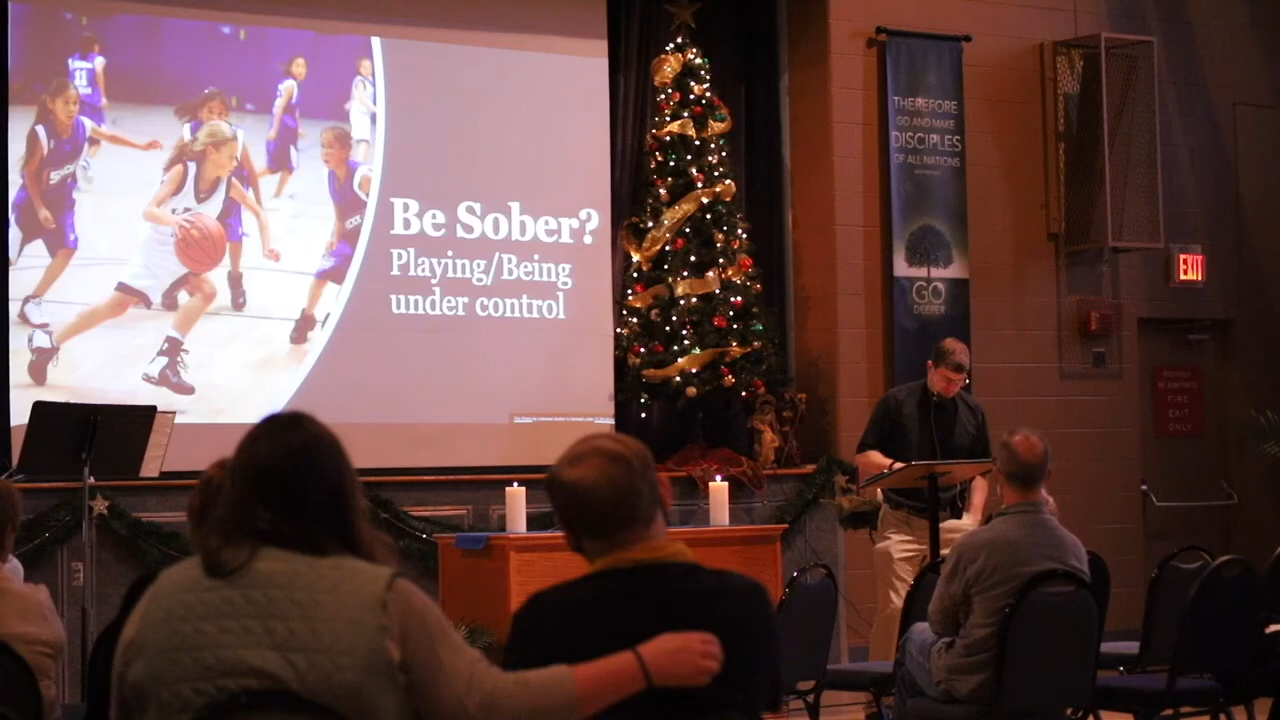 11
Be Sober?
Playing/Being
under control
THEREFORE
GO AND MAKE
DISCIPLES
OF ALL NATIONS
GO
DEEPER
EXIT
FIRE
EXIT
ONLY